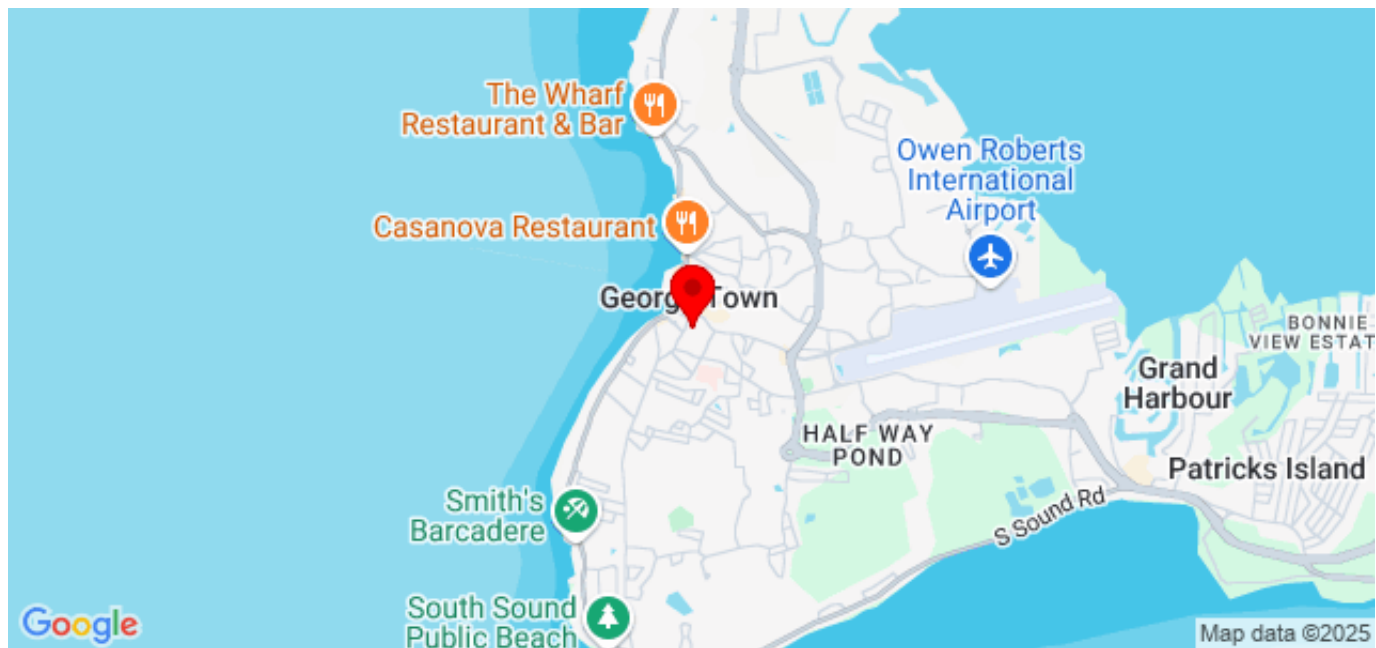 The Wharf
Restaurant & Bar
Owen Roberts
International
Airport
Casanova Restaurant
George Town
BONNIE
VIEW ESTAT
Grand
Harbour
HALF WAY
POND
Patricks Island
Smith's
Barcadere
S Sound Rd
South Sound
Public Beach
Google
Map data ©2025